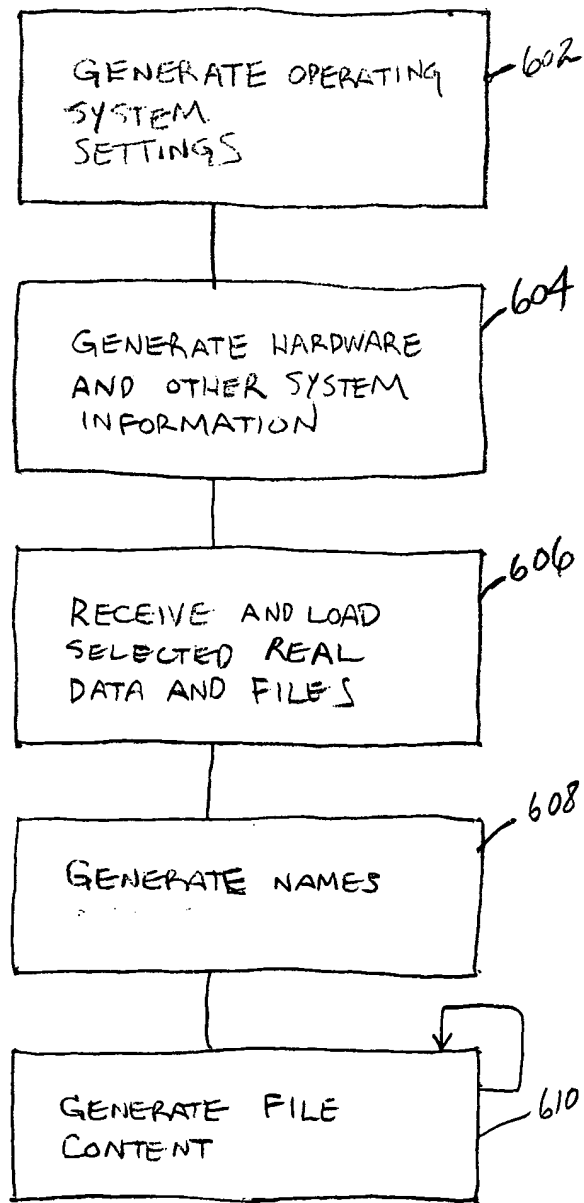 GENERATE OPERATING
SYSTEM
SETTINGS
602
GENERATE HARDWARE
AND OTHER SYSTEM
INFORMATION
604
RECEIVE AND LOAD
SELECTED REAL
DATA AND FILES
606
GENERATE NAMES
608
GENERATE FILE
CONTENT
610